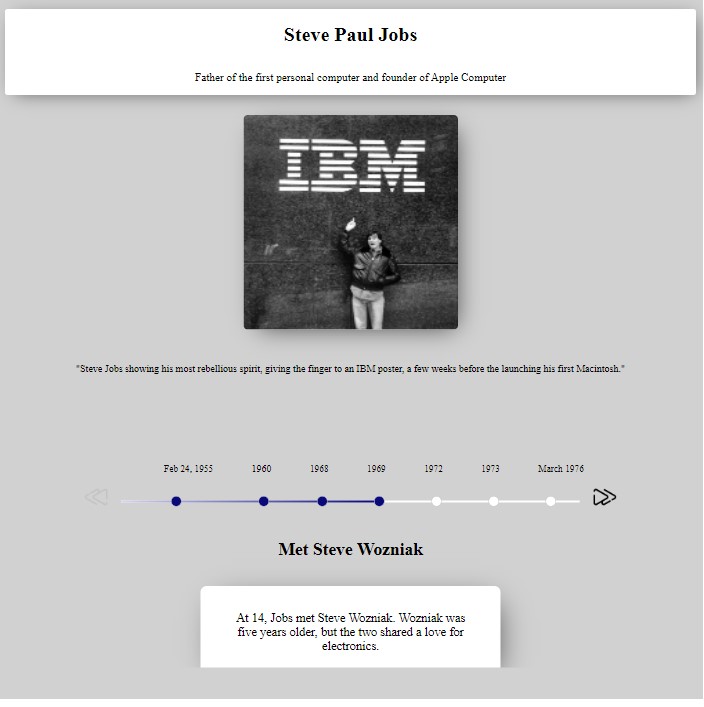 Steve Paul Jobs
Father of the first personal computer and founder of Apple Computer
IBM
"Steve Jobs showing his most rebellious spirit, giving the finger to an IBM poster, a few weeks before the launching his first Macintosh."
Feb 24, 1955 1960 1968 1969 1972 1973 March 1976
Met Steve Wozniak
At 14, Jobs met Steve Wozniak. Wozniak was
five years older, but the two shared a love for
electronics.